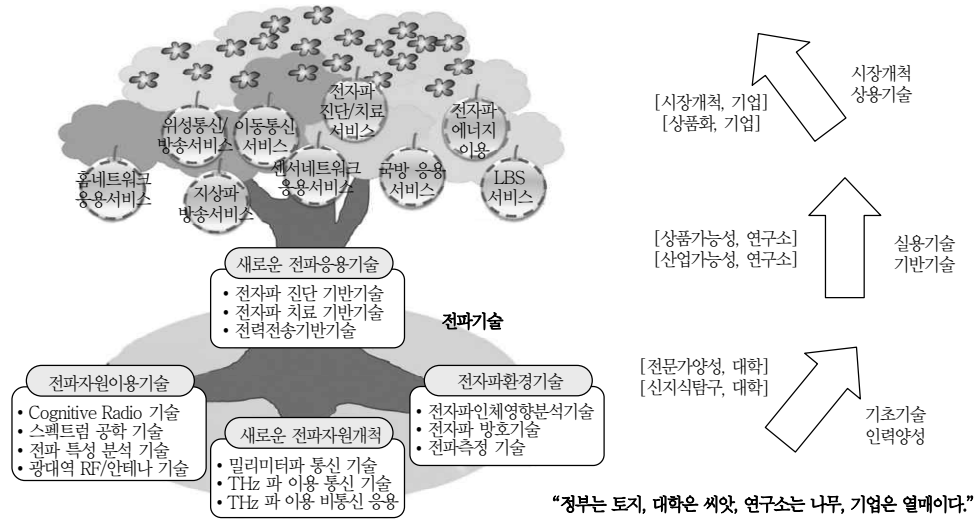 전자파
진단/치료
서비스
위성통신/
방송서비스
이동통신
서비스
전자파
에너지
이용
홈네트워크
응용서비스
지상파
방송서비스
센서네트워크
응용서비스
국방 응용
서비스
LBS
서비스
새로운 전파응용기술
• 전자파 진단 기반기술
• 전자파 치료 기반기술
• 전력전송기반기술
전파기술
전파자원이용기술
• Cognitive Radio 기술
• 스펙트럼 공학 기술
• 전파 특성 분석 기술
• 광대역 RF/안테나 기술
새로운 전파자원개척
• 밀리미터파 통신 기술
• THz 파 이용 통신 기술
• THz 파 이용 비통신 응용
전자파환경기술
• 전자파인체영향분석기술
• 전자파 방호기술
• 전파측정 기술
[시장개척, 기업]
[상품화, 기업]
시장개척
상용기술
[상품가능성, 연구소]
[산업가능성, 연구소]
실용기술
기반기술
[전문가양성, 대학]
[신지식탐구, 대학]
기초기술
인력양성
“정부는 토지, 대학은 씨앗, 연구소는 나무, 기업은 열매이다.”